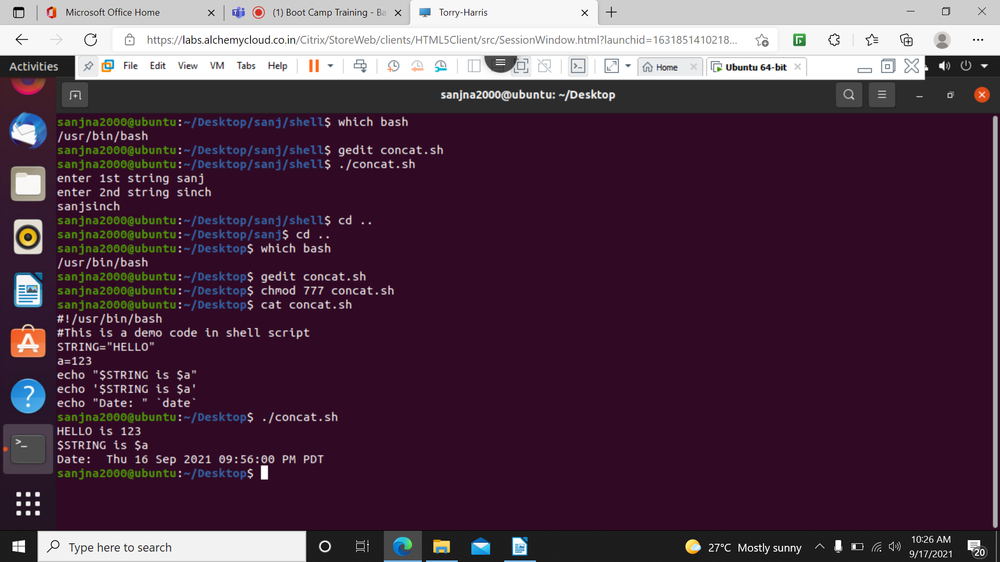 Microsoft Office Home
(1) Boot Camp Training - Ba
Torry-Harris
https://labs.alchemycloud.co.in/Citrix/StoreWeb/clients/HTML5Client/src/SessionWindow.html?launchid=1631851410218...
Activities
File Edit View VM Tabs Help
Home
Ubuntu 64-bit
sanjna2000@ubuntu: ~/Desktop
sanjna2000@ubuntu:~/Desktop/sanj/shell$ which bash
/usr/bin/bash
sanjna2000@ubuntu:~/Desktop/sanj/shell$ gedit concat.sh
sanjna2000@ubuntu:~/Desktop/sanj/shell$ ./concat.sh
enter 1st string sanj
enter 2nd string sinch
sanjsinch
sanjna2000@ubuntu:~/Desktop/sanj/shell$ cd ..
sanjna2000@ubuntu:~/Desktop/sanj$ cd ..
sanjna2000@ubuntu:~/Desktop$ which bash
/usr/bin/bash
sanjna2000@ubuntu:~/Desktop$ gedit concat.sh
sanjna2000@ubuntu:~/Desktop$ chmod 777 concat.sh
sanjna2000@ubuntu:~/Desktop$ cat concat.sh
#!/usr/bin/bash
#This is a demo code in shell script
STRING="HELLO"
a=123
echo "$STRING is $a"
echo '$STRING is $a'
echo "Date: " `date`
sanjna2000@ubuntu:~/Desktop$ ./concat.sh
HELLO is 123
$STRING is $a
Date:  Thu 16 Sep 2021 09:56:00 PM PDT
sanjna2000@ubuntu:~/Desktop$
Type here to search
27°C Mostly sunny
10:26 AM
9/17/2021
20